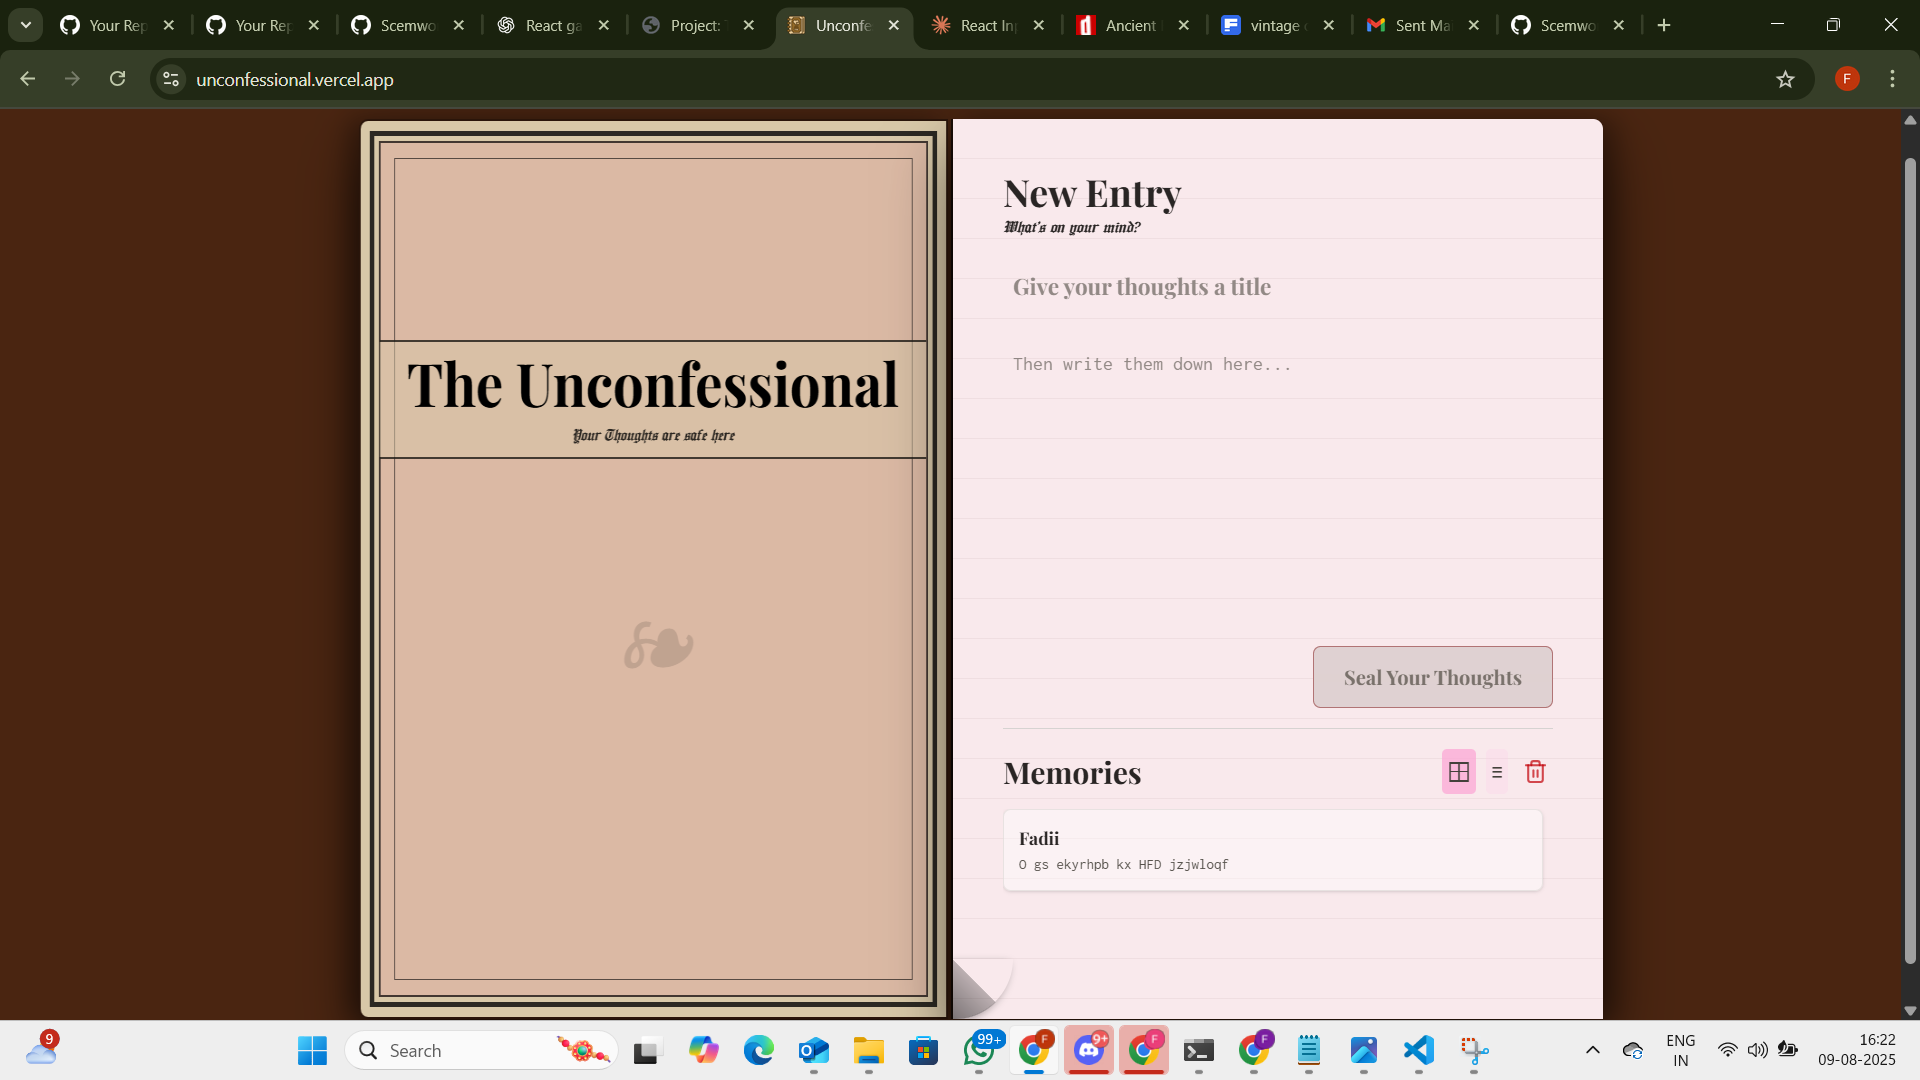 Your Rep
Your Rep
Scemwo
React ga
Project:
Unconfe
React In
Ancient
vintage
Sent Ma
Scemwo
unconfessional.vercel.app
F
The Unconfessional
Your Thoughts are safe here
New Entry
What's on your mind?
Give your thoughts a title
Then write them down here...
Seal Your Thoughts
Memories
Fadii
O gs ekyrhpb kx HFD jzjwloqf
9
Search
99+
F
9+
F
F
ENG
IN
16:22
09-08-2025